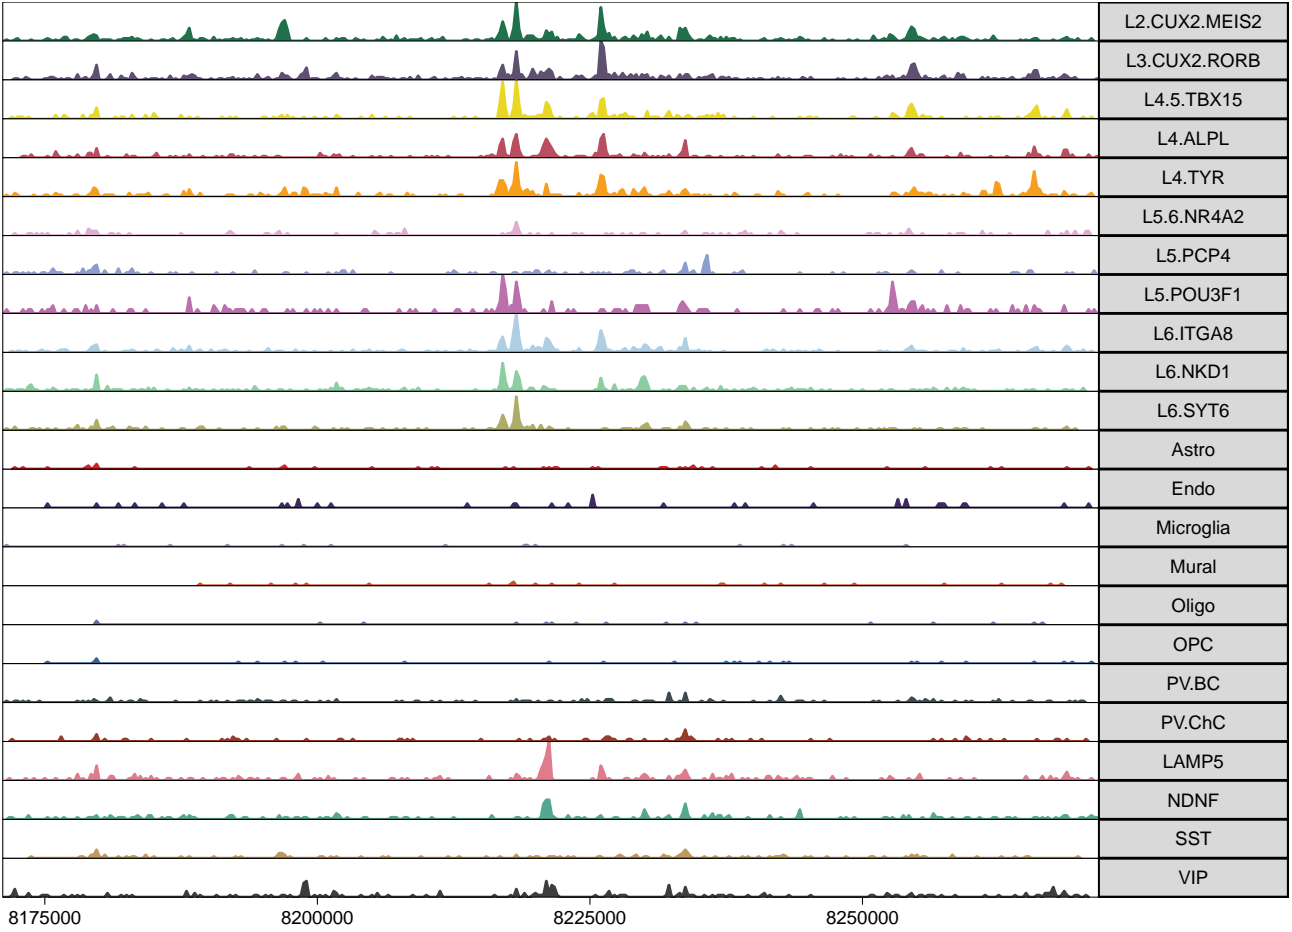 L2.CUX2.MEIS2
L3.CUX2.RORB
L4.5.TBX15
L4.ALPL
L4.TYR
L5.6.NR4A2
L5.PCP4
L5.POU3F1
L6.ITGA8
L6.NKD1
L6.SYT6
Astro
Endo
Microglia
Mural
Oligo
OPC
PV.BC
PV.ChC
LAMP5
NDNF
SST
VIP
8175000 8200000 8225000 8250000